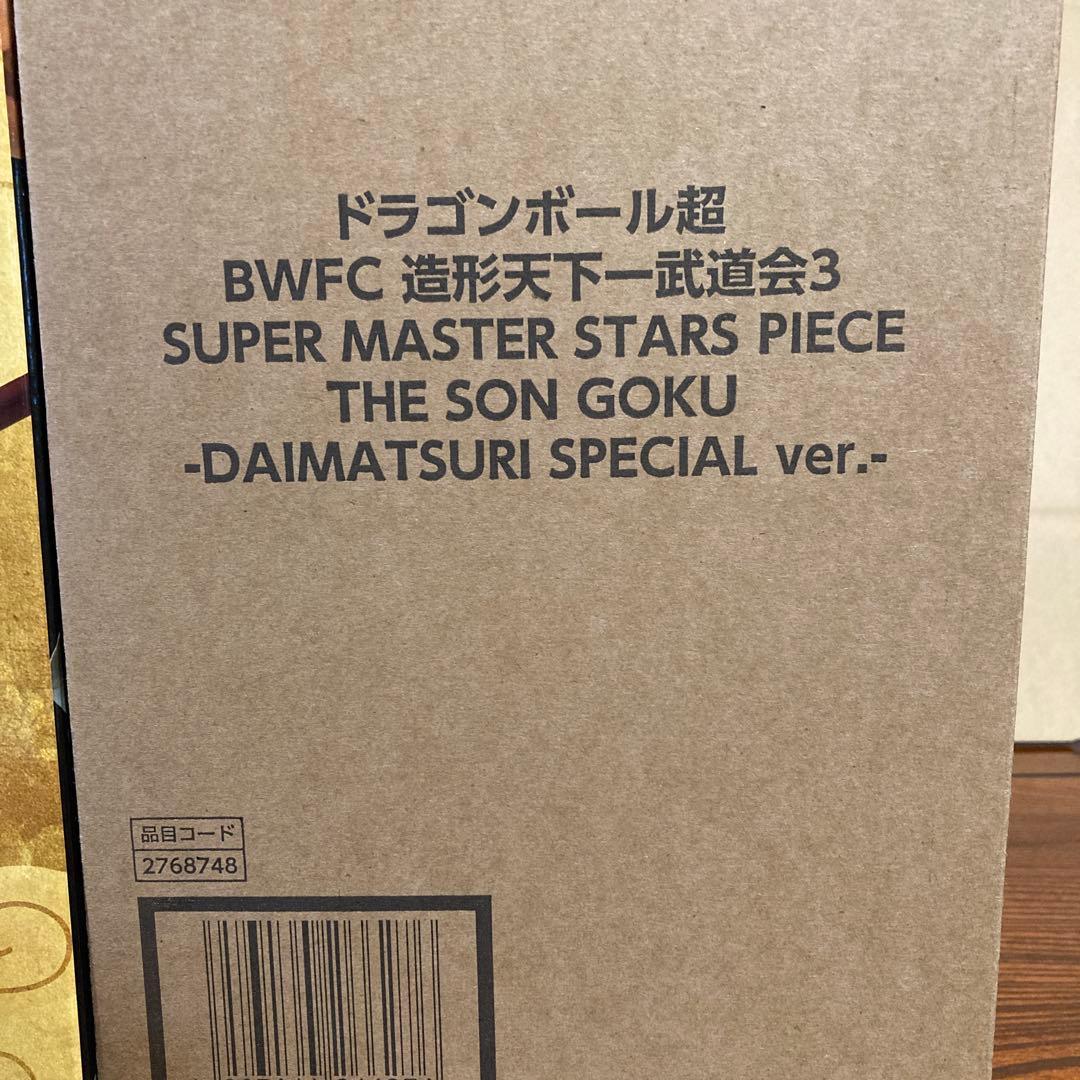 ドラゴンボール超
BWFC 造形天下一武道会3
SUPER MASTER STARS PIECE
THE SON GOKU
-DAIMATSURI SPECIAL ver.-
品目コード
2768748